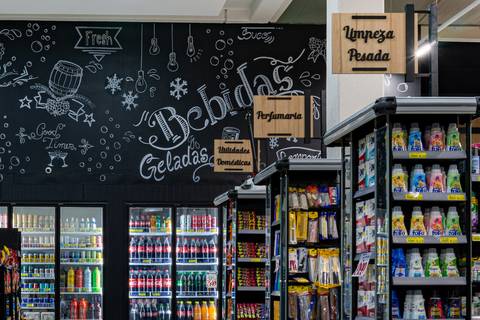 Fresh
Limpeza
Pesada
Bebidas
Geladas
Good Times
Perfumaria
Utilidades
Domésticas